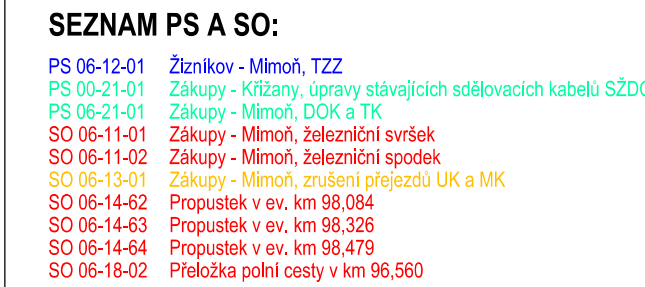 SEZNAM PS A SO:
PS 06-12-01 Žizníkov - Mimoň, TZZ
PS 00-21-01 Zákupy - Křižany, úpravy stávajících sdělovacích kabelů SŽDC
PS 06-21-01 Zákupy - Mimoň, DOK a TK
SO 06-11-01 Zákupy - Mimoň, železniční svršek
SO 06-11-02 Zákupy - Mimoň, železniční spodek
SO 06-13-01 Zákupy - Mimoň, zrušení přejezdů UK a MK
SO 06-14-62 Propustek v ev. km 98,084
SO 06-14-63 Propustek v ev. km 98,326
SO 06-14-64 Propustek v ev. km 98,479
SO 06-18-02 Přeložka polní cesty v km 96,560